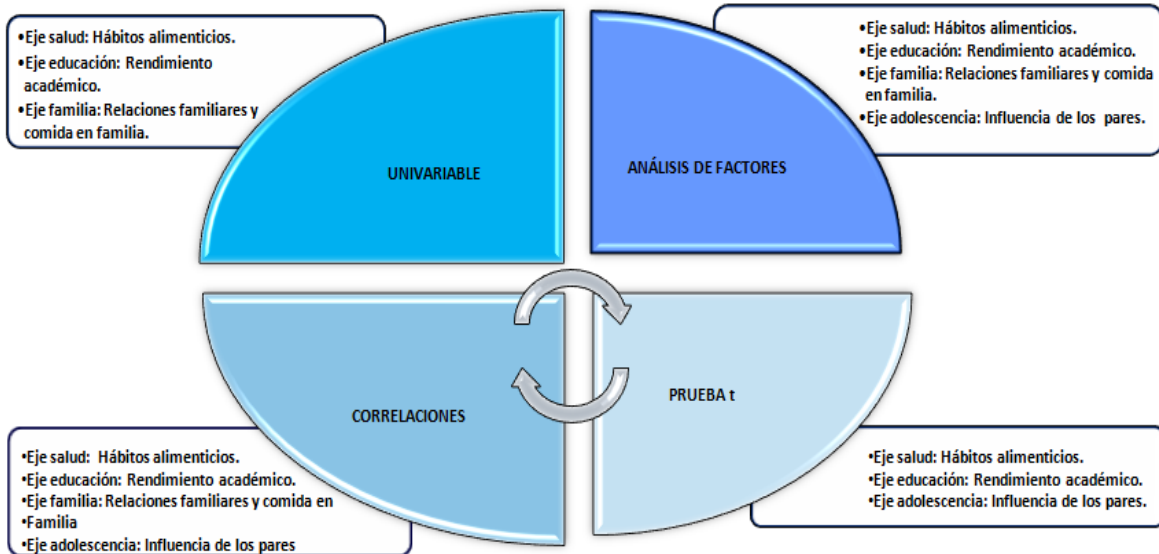 •Eje salud: Hábitos alimenticios.
•Eje educación: Rendimiento
académico.
•Eje familia: Relaciones familiares y
comida en familia.
UNIVARIABLE
•Eje salud: Hábitos alimenticios.
•Eje educación: Rendimiento académico.
•Eje familia: Relaciones familiares y comida
en familia.
•Eje adolescencia: Influencia de los pares.
ANÁLISIS DE FACTORES
CORRELACIONES
•Eje salud: Hábitos alimenticios.
•Eje educación: Rendimiento académico.
•Eje familia: Relaciones familiares y comida en
•Familia
•Eje adolescencia: Influencia de los pares
PRUEBA t
•Eje salud: Hábitos alimenticios.
•Eje educación: Rendimiento académico.
•Eje adolescencia: Influencia de los pares.